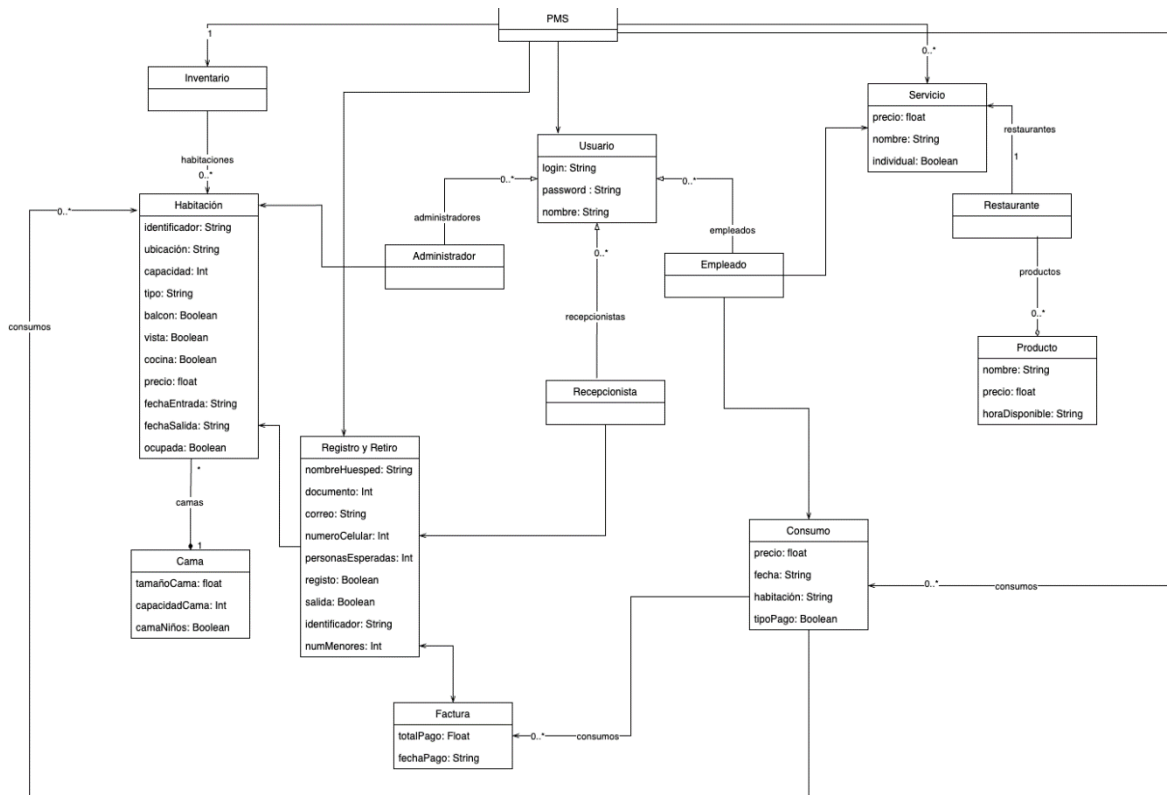 PMS
1
0..*
Inventario
Servicio
precio: float
nombre: String
individual: Boolean
restaurantes
1
Usuario
login: String
password : String
nombre: String
habitaciones
0..*
0..*
administradores
0..*
empleados
0..*
Habitación
identificador: String
ubicación: String
capacidad: Int
tipo: String
balcon: Boolean
vista: Boolean
cocina: Boolean
precio: float
fechaEntrada: String
fechaSalida: String
ocupada: Boolean
Restaurante
Administrador
0..*
Empleado
productos
0..*
recepcionistas
consumos
Producto
nombre: String
precio: float
horaDisponible: String
Recepcionista
Registro y Retiro
nombreHuesped: String
documento: Int
correo: String
numeroCelular: Int
personasEsperadas: Int
registo: Boolean
salida: Boolean
identificador: String
numMenores: Int
*
camas
1
Cama
tamañoCama: float
capacidadCama: Int
camaNiños: Boolean
Consumo
precio: float
fecha: String
habitación: String
tipoPago: Boolean
0..*
consumos
Factura
totalPago: Float
fechaPago: String
0..*
consumos